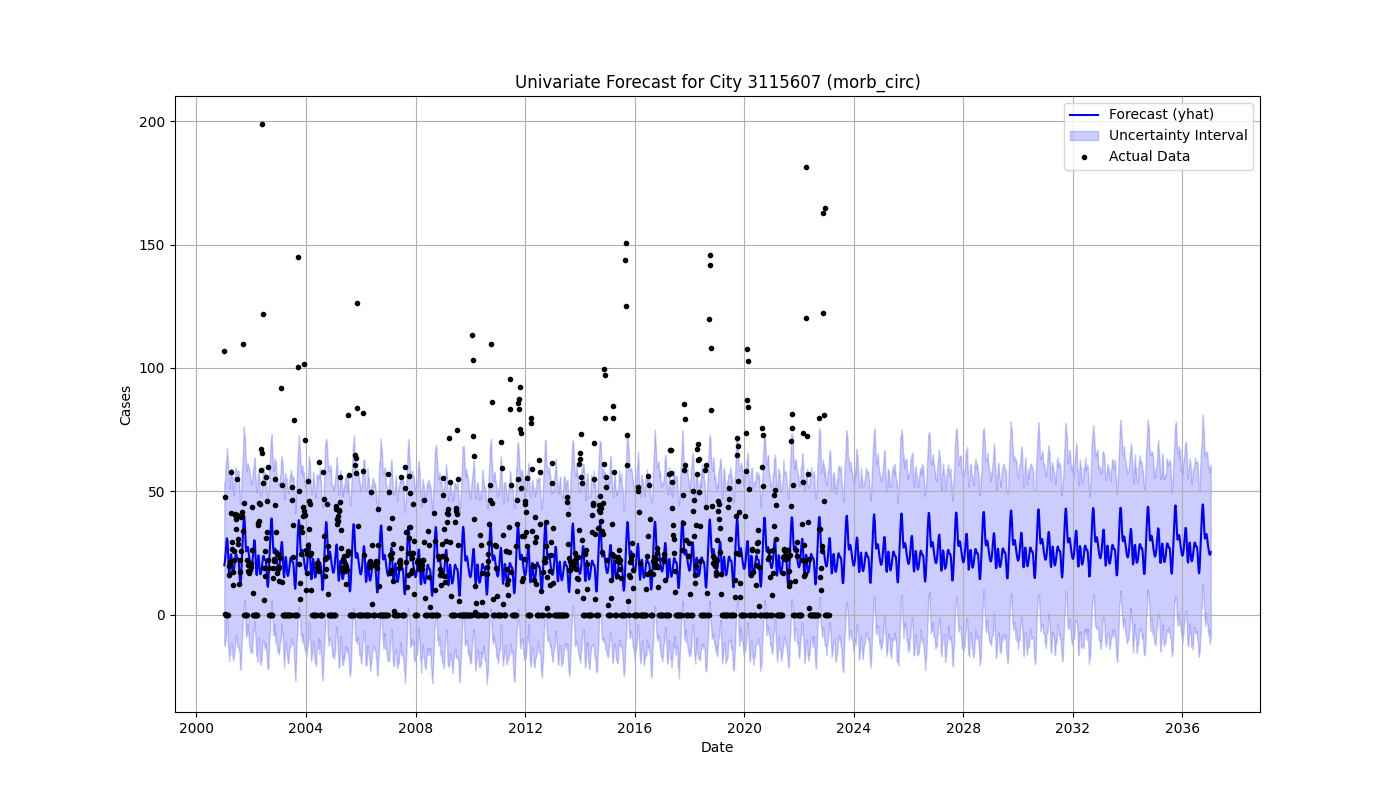 Univariate Forecast for City 3115607 (morb_circ)
Forecast (yhat)
Uncertainty Interval
Actual Data
Cases
200
150
100
50
0
2000 2004 2008 2012 2016 2020 2024 2028 2032 2036
Date